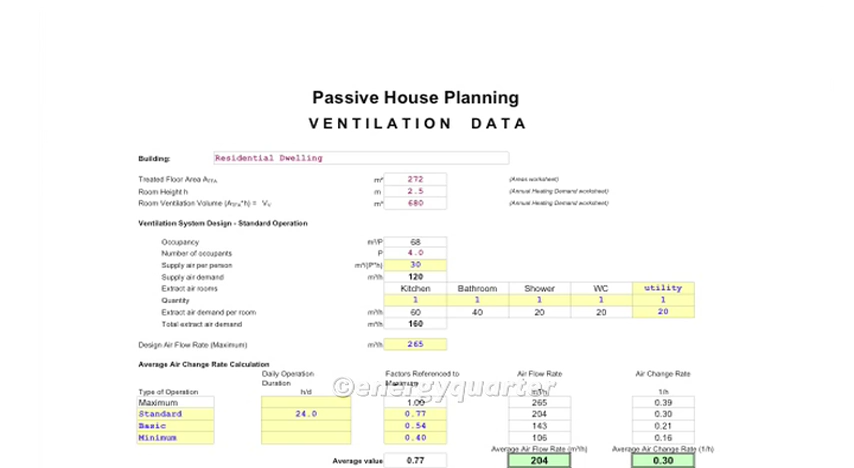 Passive House Planning
VENTILATION DATA
Building: Residential Dwelling
Treated Floor Area ATFA m² 272 (Areas worksheet)
Room Height h m 2.5 (Annual Heating Demand worksheet)
Room Ventilation Volume (ATFA*h) = VV m³ 680 (Annual Heating Demand worksheet)
Ventilation System Design - Standard Operation
Occupancy m²/P 68
Number of occupants P 4.0
Supply air per person m³/(P*h) 30
Supply air demand m³/h 120
Extract air rooms Kitchen Bathroom Shower WC utility
Quantity 1 1 1 1 1
Extract air demand per room m³/h 60 40 20 20 20
Total extract air demand m³/h 160
Design Air Flow Rate (Maximum) m³/h 265
Average Air Change Rate Calculation
Daily Operation Factors Referenced to Air Flow Rate Air Change Rate
Duration Maximum
©energyquarter
Type of Operation h/d m³/h 1/h
Maximum 1.00 265 0.39
Standard 24.0 0.77 204 0.30
Basic 0.54 143 0.21
Minimum 0.40 106 0.16
Average Air Flow Rate (m³/h) Average Air Change Rate (1/h)
Average value 0.77 204 0.30